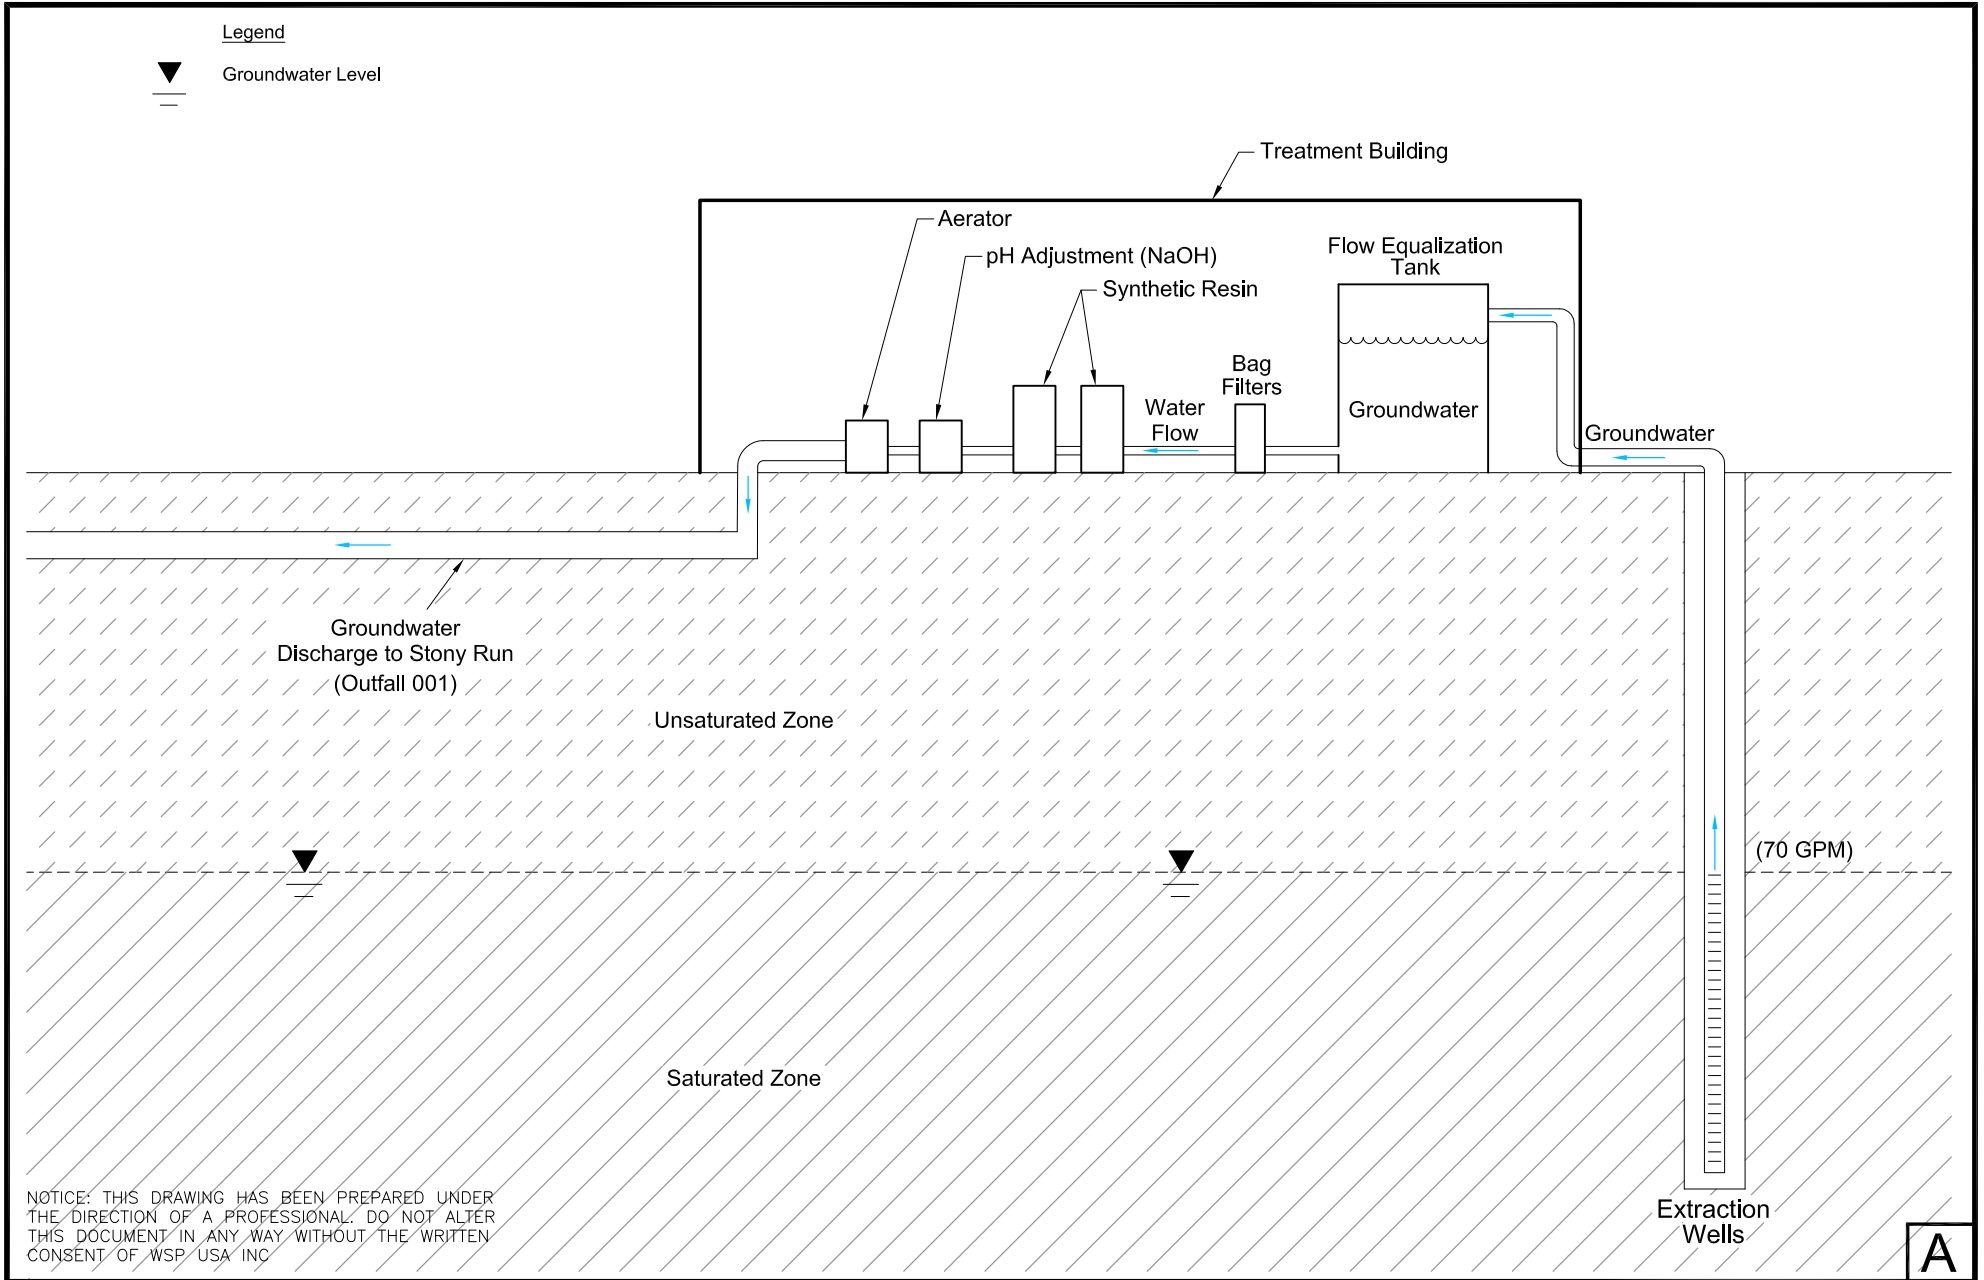 Legend
Groundwater Level
Treatment Building
Aerator
pH Adjustment (NaOH)
Synthetic Resin
Flow Equalization
Tank
Bag
Filters
Water
Flow
Groundwater
Groundwater
Groundwater
Discharge to Stony Run
(Outfall 001)
Unsaturated Zone
(70 GPM)
Saturated Zone
Extraction
Wells
NOTICE: THIS DRAWING HAS BEEN PREPARED UNDER
THE DIRECTION OF A PROFESSIONAL. DO NOT ALTER
THIS DOCUMENT IN ANY WAY WITHOUT THE WRITTEN
CONSENT OF WSP USA INC
A